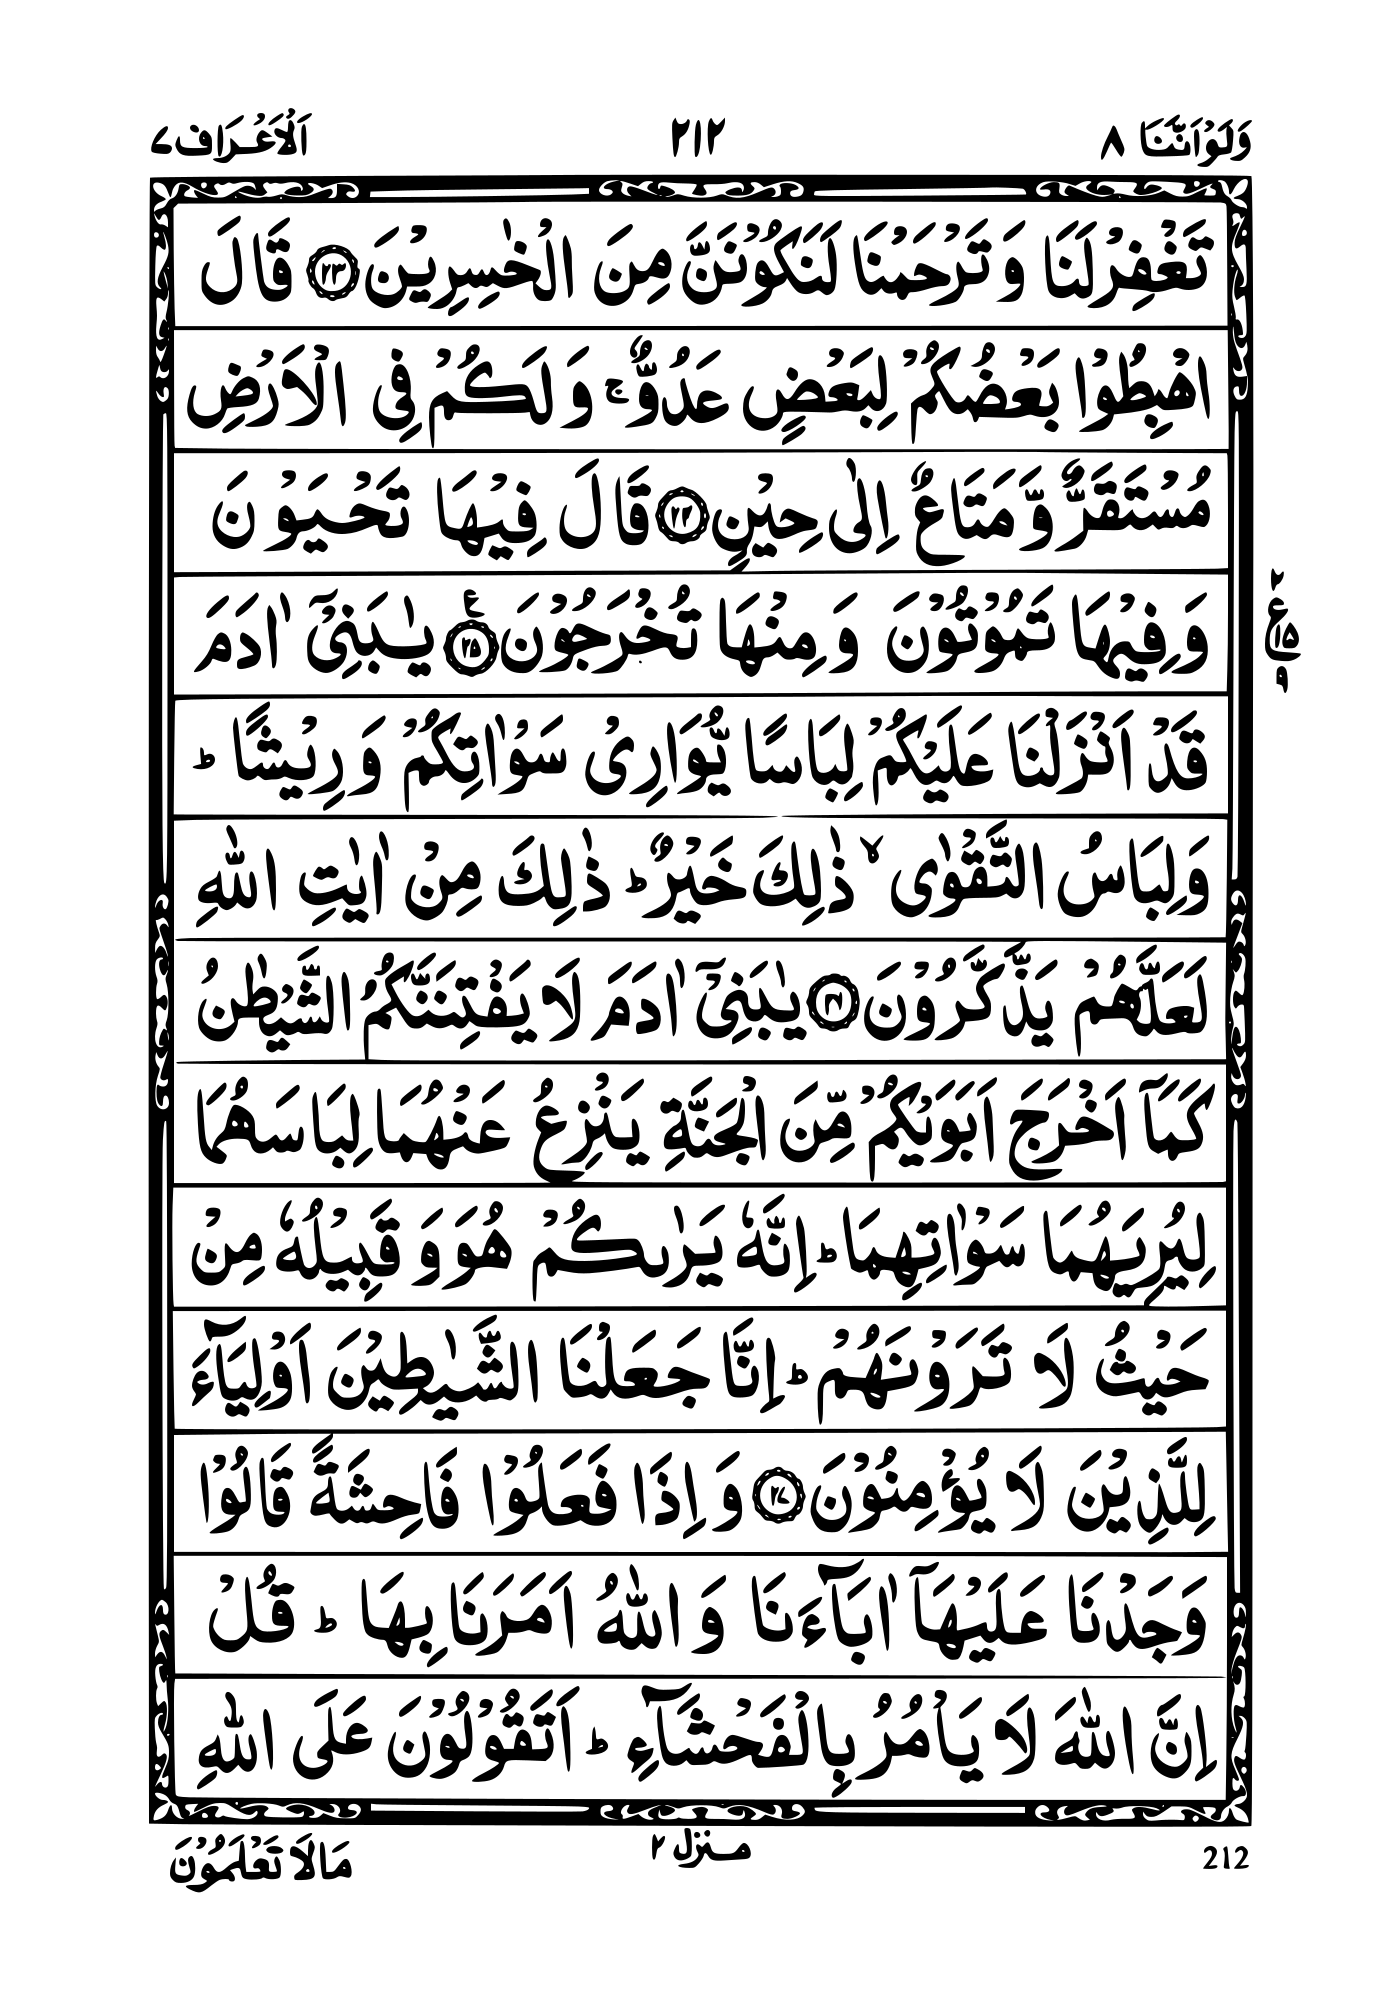 وَلَوْ اَنَّنَا ٨
٢١٢
اَلْاَعْرَاف ٧
تَغْفِرْ لَنَا وَ تَرْحَمْنَا لَنَكُوْنَنَّ مِنَ الْخٰسِرِيْنَ ﴿٢٣﴾ قَالَ
اهْبِطُوْا بَعْضُكُمْ لِبَعْضٍ عَدُوٌّ ۚ وَ لَكُمْ فِى الْاَرْضِ
مُسْتَقَرٌّ وَّ مَتَاعٌ اِلٰى حِيْنٍ ﴿٢٤﴾ قَالَ فِيْهَا تَحْيَوْنَ
وَ فِيْهَا تَمُوْتُوْنَ وَ مِنْهَا تُخْرَجُوْنَ ﴿٢٥﴾ ع يٰبَنِىْٓ اٰدَمَ
٢
ع
١٥
٩
قَدْ اَنْزَلْنَا عَلَيْكُمْ لِبَاسًا يُّوَارِىْ سَوْاٰتِكُمْ وَ رِيْشًا ؕ
وَ لِبَاسُ التَّقْوٰى ۙ ذٰلِكَ خَيْرٌ ؕ ذٰلِكَ مِنْ اٰيٰتِ اللّٰهِ
لَعَلَّهُمْ يَذَّكَّرُوْنَ ﴿٢٦﴾ يٰبَنِىْٓ اٰدَمَ لَا يَفْتِنَنَّكُمُ الشَّيْطٰنُ
كَمَآ اَخْرَجَ اَبَوَيْكُمْ مِّنَ الْجَنَّةِ يَنْزِعُ عَنْهُمَا لِبَاسَهُمَا
لِيُرِيَهُمَا سَوْاٰتِهِمَا ؕ اِنَّهٗ يَرٰىكُمْ هُوَ وَ قَبِيْلُهٗ مِنْ
حَيْثُ لَا تَرَوْنَهُمْ ؕ اِنَّا جَعَلْنَا الشَّيٰطِيْنَ اَوْلِيَآءَ
لِلَّذِيْنَ لَا يُؤْمِنُوْنَ ﴿٢٧﴾ وَ اِذَا فَعَلُوْا فَاحِشَةً قَالُوْا
وَجَدْنَا عَلَيْهَآ اٰبَآءَنَا وَ اللّٰهُ اَمَرَنَا بِهَا ؕ قُلْ
اِنَّ اللّٰهَ لَا يَاْمُرُ بِالْفَحْشَآءِ ؕ اَتَقُوْلُوْنَ عَلَى اللّٰهِ
212
منزل ٢
مَا لَا تَعْلَمُوْنَ